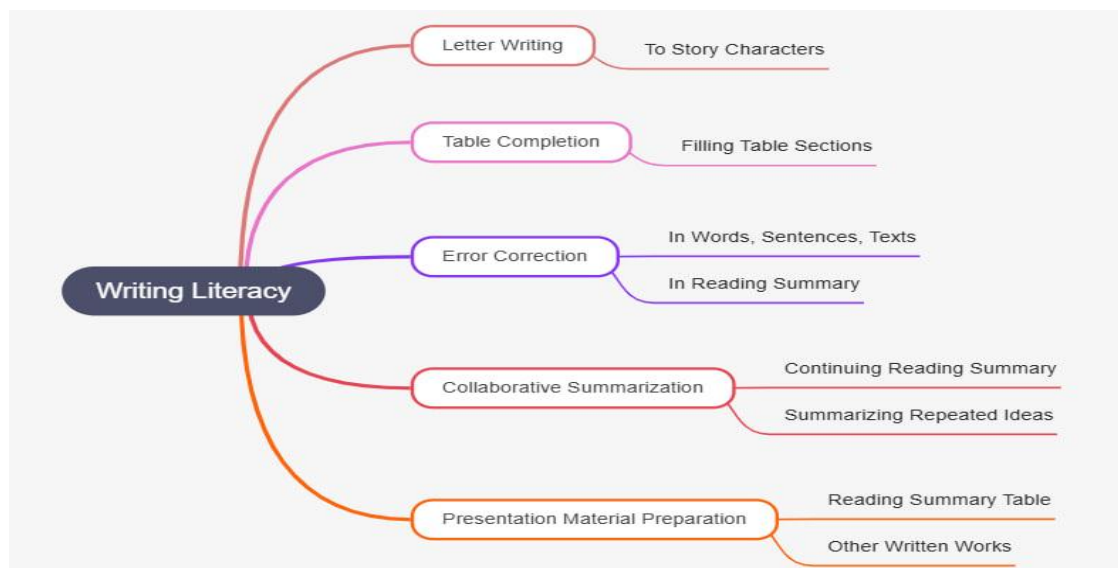 Writing Literacy
Letter Writing
To Story Characters
Table Completion
Filling Table Sections
Error Correction
In Words, Sentences, Texts
In Reading Summary
Collaborative Summarization
Continuing Reading Summary
Summarizing Repeated Ideas
Presentation Material Preparation
Reading Summary Table
Other Written Works